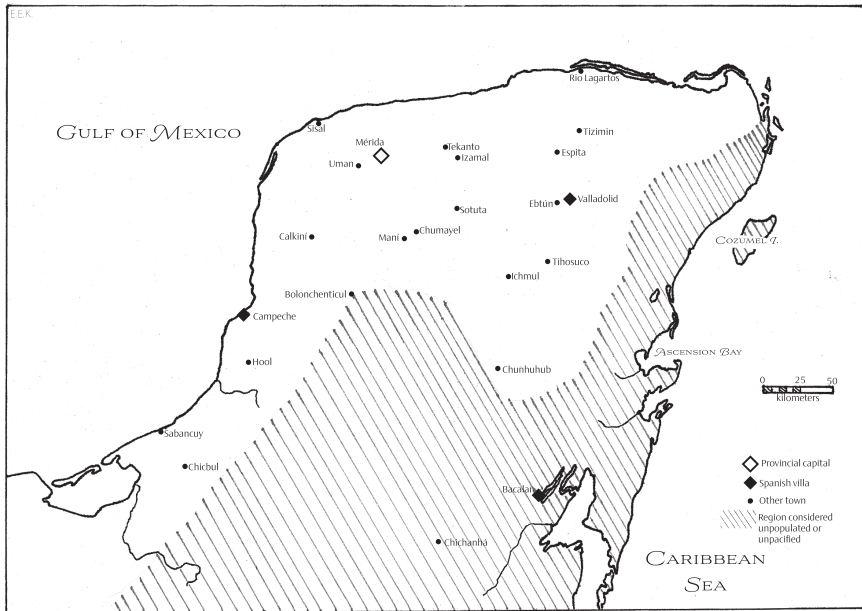 E.E.K.
Rio Lagartos
Sisal
GULF OF MEXICO
Tizimin
Mérida
Tekanto
Izamal
Espita
Uman
Ebtún
Valladolid
Sotuta
Calkiní
Maní
Chumayel
COZUMEL I.
Tihosuco
Ichmul
Bolonchenticul
Campeche
Hool
Chunhuhub
ASCENSION BAY
0 25 50
kilometers
Sabancuy
Chicbul
Bacalan
Chichanhá
Provincial capital
Spanish villa
Other town
Region considered
unpopulated or
unpacified
CARIBBEAN
SEA